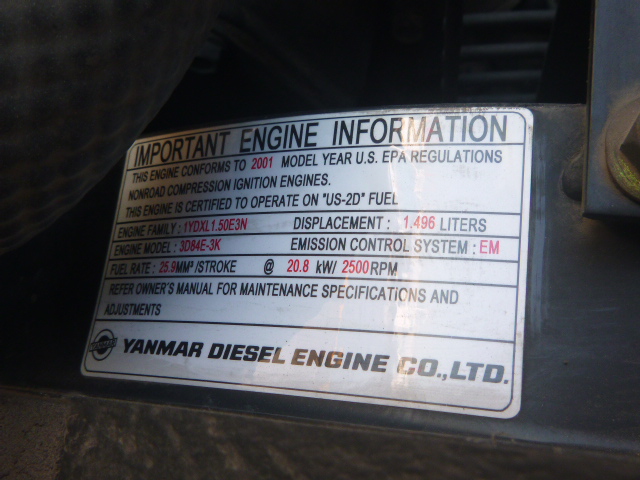 IMPORTANT ENGINE INFORMATION
THIS ENGINE CONFORMS TO 2001 MODEL YEAR U.S. EPA REGULATIONS
NONROAD COMPRESSION IGNITION ENGINES.
THIS ENGINE IS CERTIFIED TO OPERATE ON "US-2D" FUEL
ENGINE FAMILY : 1YDXL1.50E3N DISPLACEMENT : 1.496 LITERS
ENGINE MODEL : 3D84E-3K EMISSION CONTROL SYSTEM : EM
FUEL RATE : 25.9MM³/STROKE @ 20.8 kW/ 2500RPM
REFER OWNER'S MANUAL FOR MAINTENANCE SPECIFICATIONS AND
ADJUSTMENTS
YANMAR DIESEL ENGINE CO.,LTD.